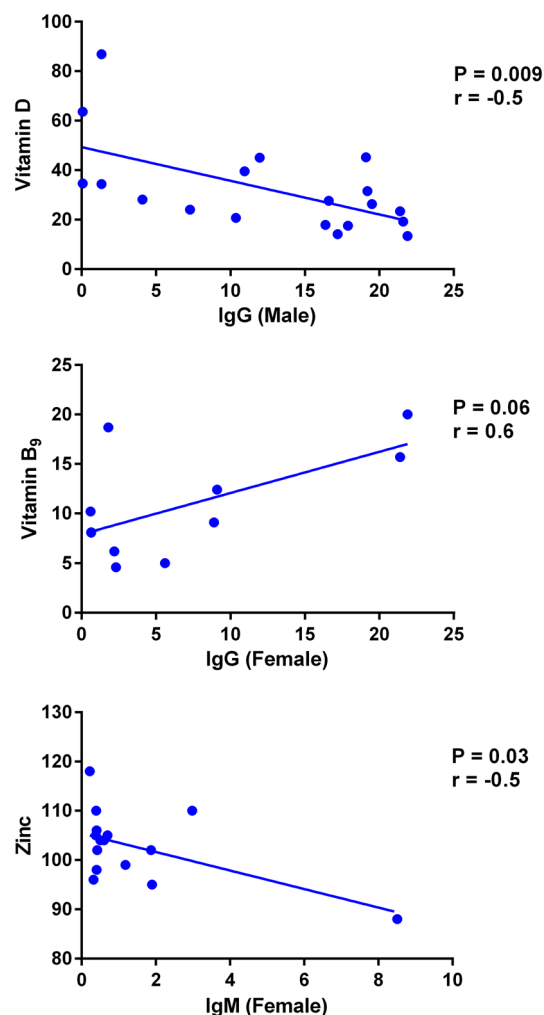 100
80
60
40
20
0
Vitamin D
0 5 10 15 20 25
IgG (Male)
P = 0.009
r = -0.5
25
20
15
10
5
0
Vitamin B₉
0 5 10 15 20 25
IgG (Female)
P = 0.06
r = 0.6
130
120
110
100
90
80
Zinc
0 2 4 6 8 10
IgM (Female)
P = 0.03
r = -0.5